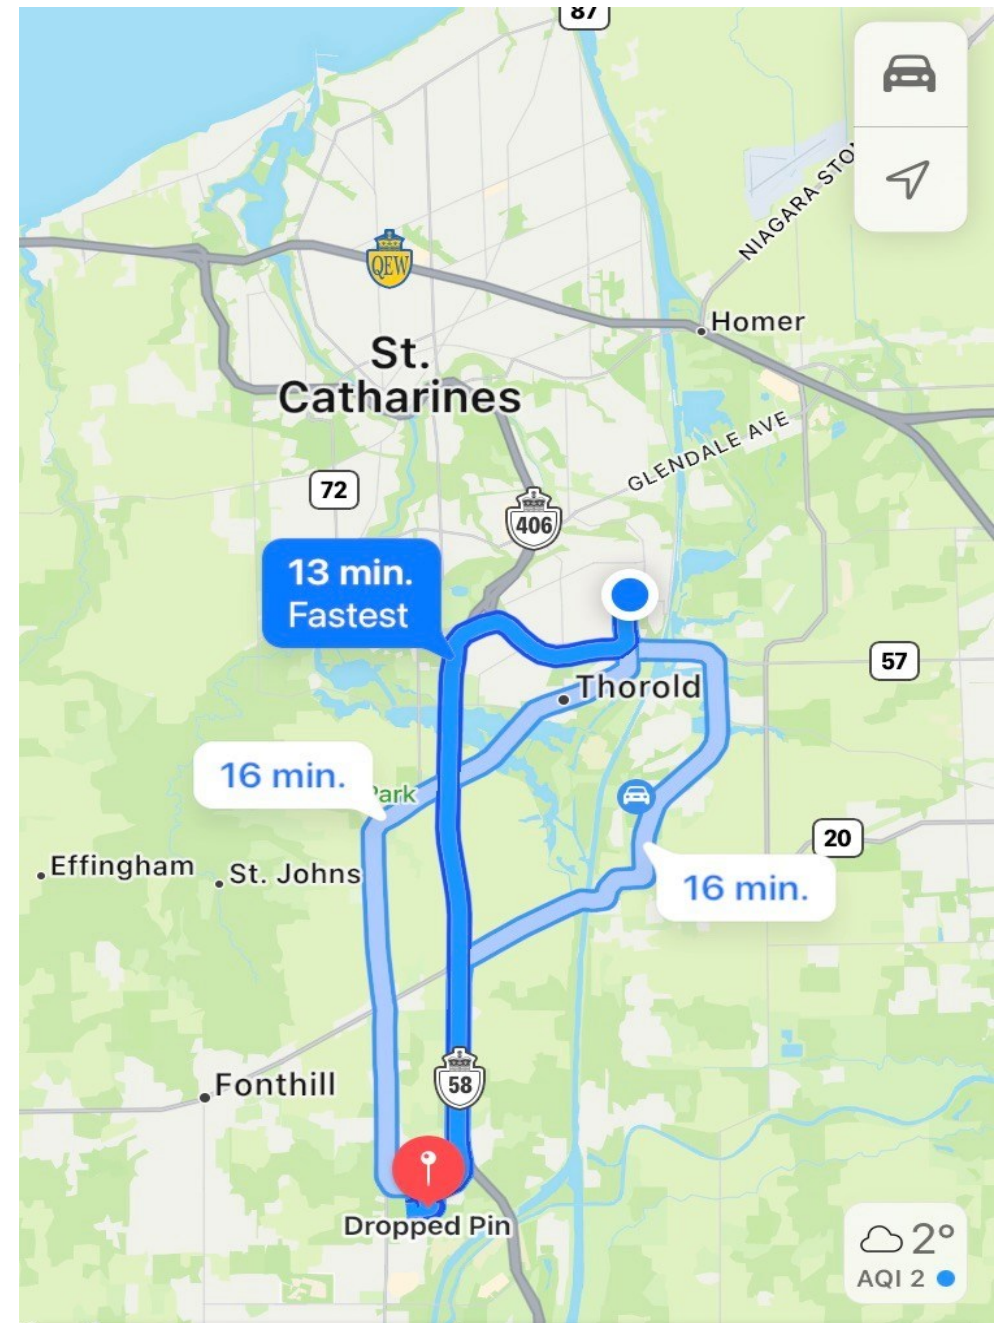 87
NIAGARA STO
QEW
Homer
St.
Catharines
GLENDALE AVE
72
406
13 min.
Fastest
57
Thorold
16 min.
Park
20
Effingham
St. Johns
16 min.
58
Fonthill
Dropped Pin
2°
AQI 2